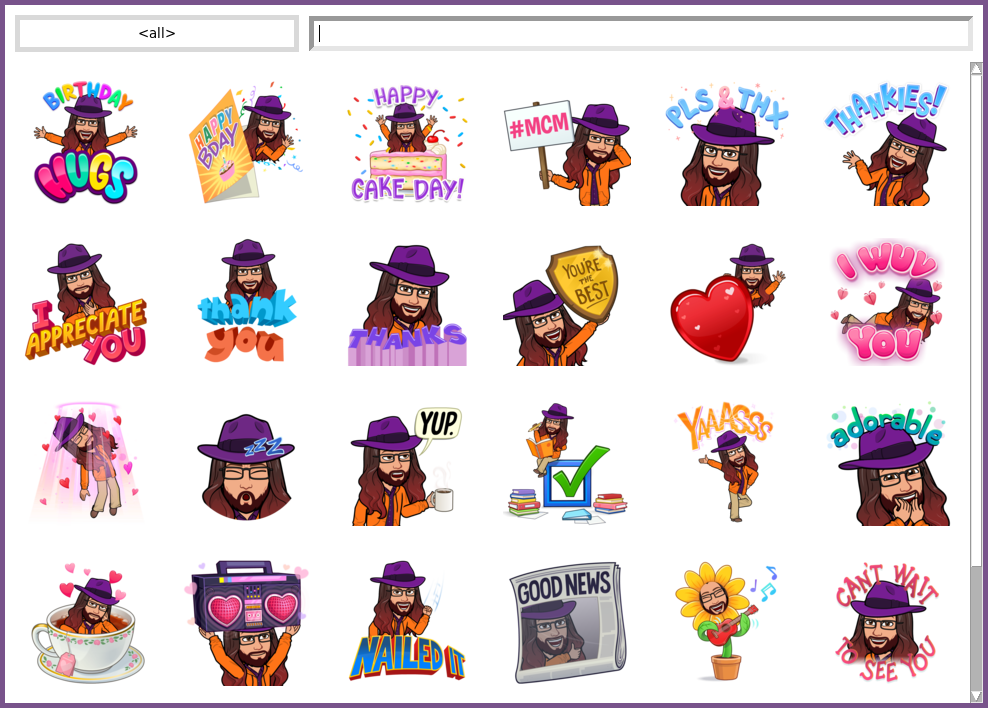 <all>
BIRTHDAY
HUGS
HAPPY
BDAY
HAPPY
CAKE DAY!
#MCM
PLS & THX
THANKIES!
I
APPRECIATE
YOU
thank
you
THANKS
YOU'RE
THE
BEST
I WUV
YOU
ZZZ
YUP.
YAAASSS
adorable
NAILED IT
GOOD NEWS
CAN'T WAIT
TO SEE YOU